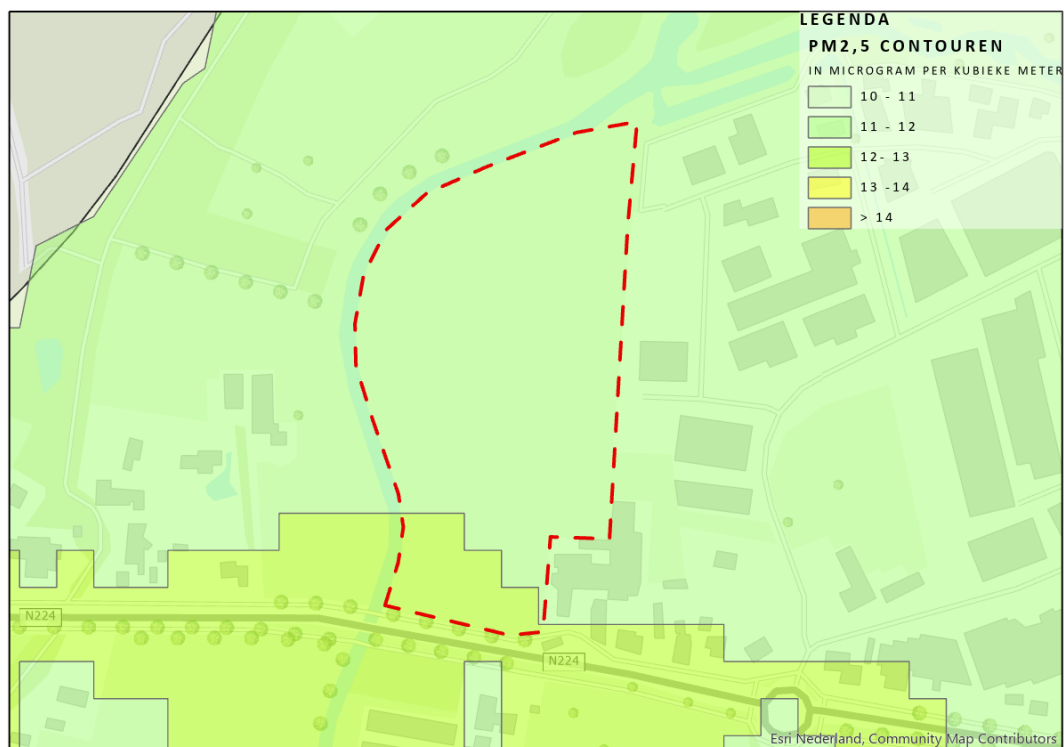 LEGENDA
PM2,5 CONTOUREN
IN MICROGRAM PER KUBIEKE METER
10 - 11
11 - 12
12- 13
13 -14
> 14
N224
N224
Esri Nederland, Community Map Contributors